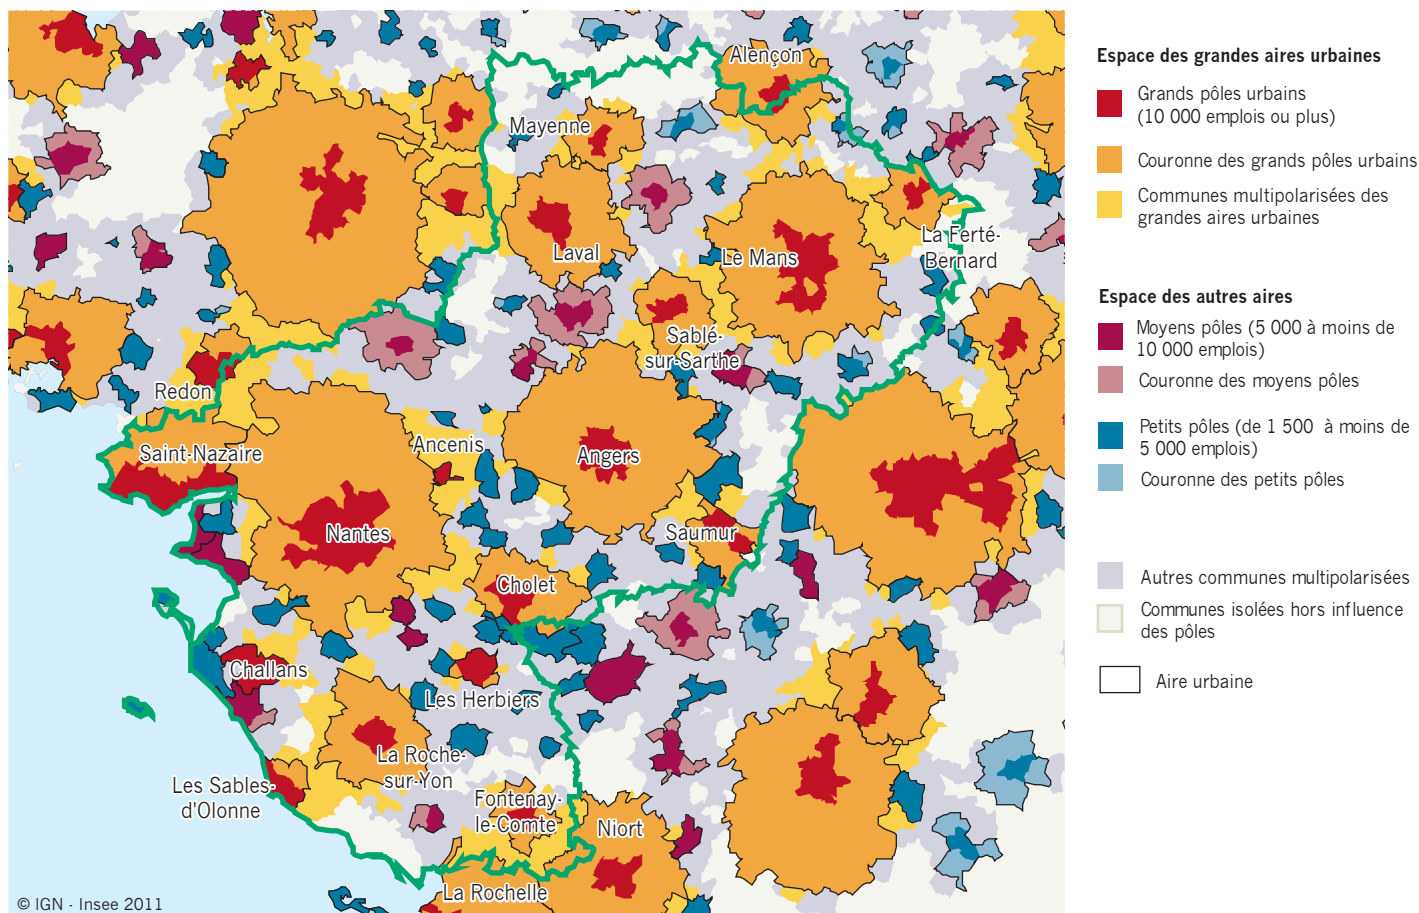 Alençon
Mayenne
Laval
Le Mans
La Ferté-
Bernard
Sablé-
sur-Sarthe
Redon
Saint-Nazaire
Ancenis
Angers
Nantes
Saumur
Cholet
Challans
Les Herbiers
La Roche-
sur-Yon
Les Sables-
d'Olonne
Fontenay-
le-Comte
Niort
La Rochelle
© IGN - Insee 2011
Espace des grandes aires urbaines
Grands pôles urbains
(10 000 emplois ou plus)
Couronne des grands pôles urbains
Communes multipolarisées des
grandes aires urbaines
Espace des autres aires
Moyens pôles (5 000 à moins de
10 000 emplois)
Couronne des moyens pôles
Petits pôles (de 1 500 à moins de
5 000 emplois)
Couronne des petits pôles
Autres communes multipolarisées
Communes isolées hors influence
des pôles
Aire urbaine